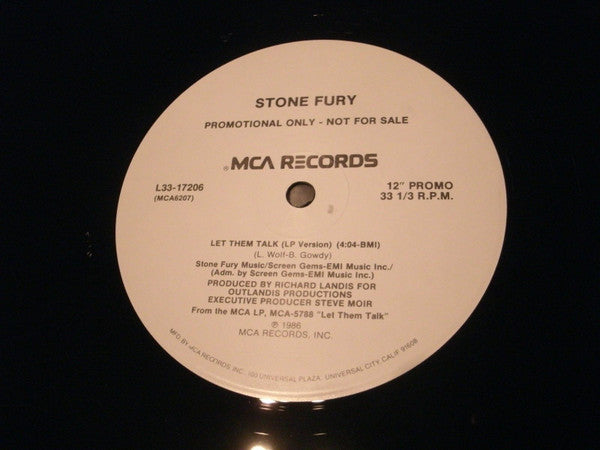 STONE FURY
PROMOTIONAL ONLY - NOT FOR SALE
® MCA RECORDS
L33-17206
(MCA6207)
12" PROMO
33 1/3 R.P.M.
LET THEM TALK (LP Version) (4:04-BMI)
(L. Wolf-B. Gowdy)
Stone Fury Music/Screen Gems-EMI Music Inc./
(Adm. by Screen Gems-EMI Music Inc.)
PRODUCED BY RICHARD LANDIS FOR
OUTLANDIS PRODUCTIONS
EXECUTIVE PRODUCER STEVE MOIR
From the MCA LP, MCA-5788 "Let Them Talk"
℗ 1986
MCA RECORDS, INC.
MFD BY MCA RECORDS INC. 100 UNIVERSAL PLAZA, UNIVERSAL CITY, CALIF 91608